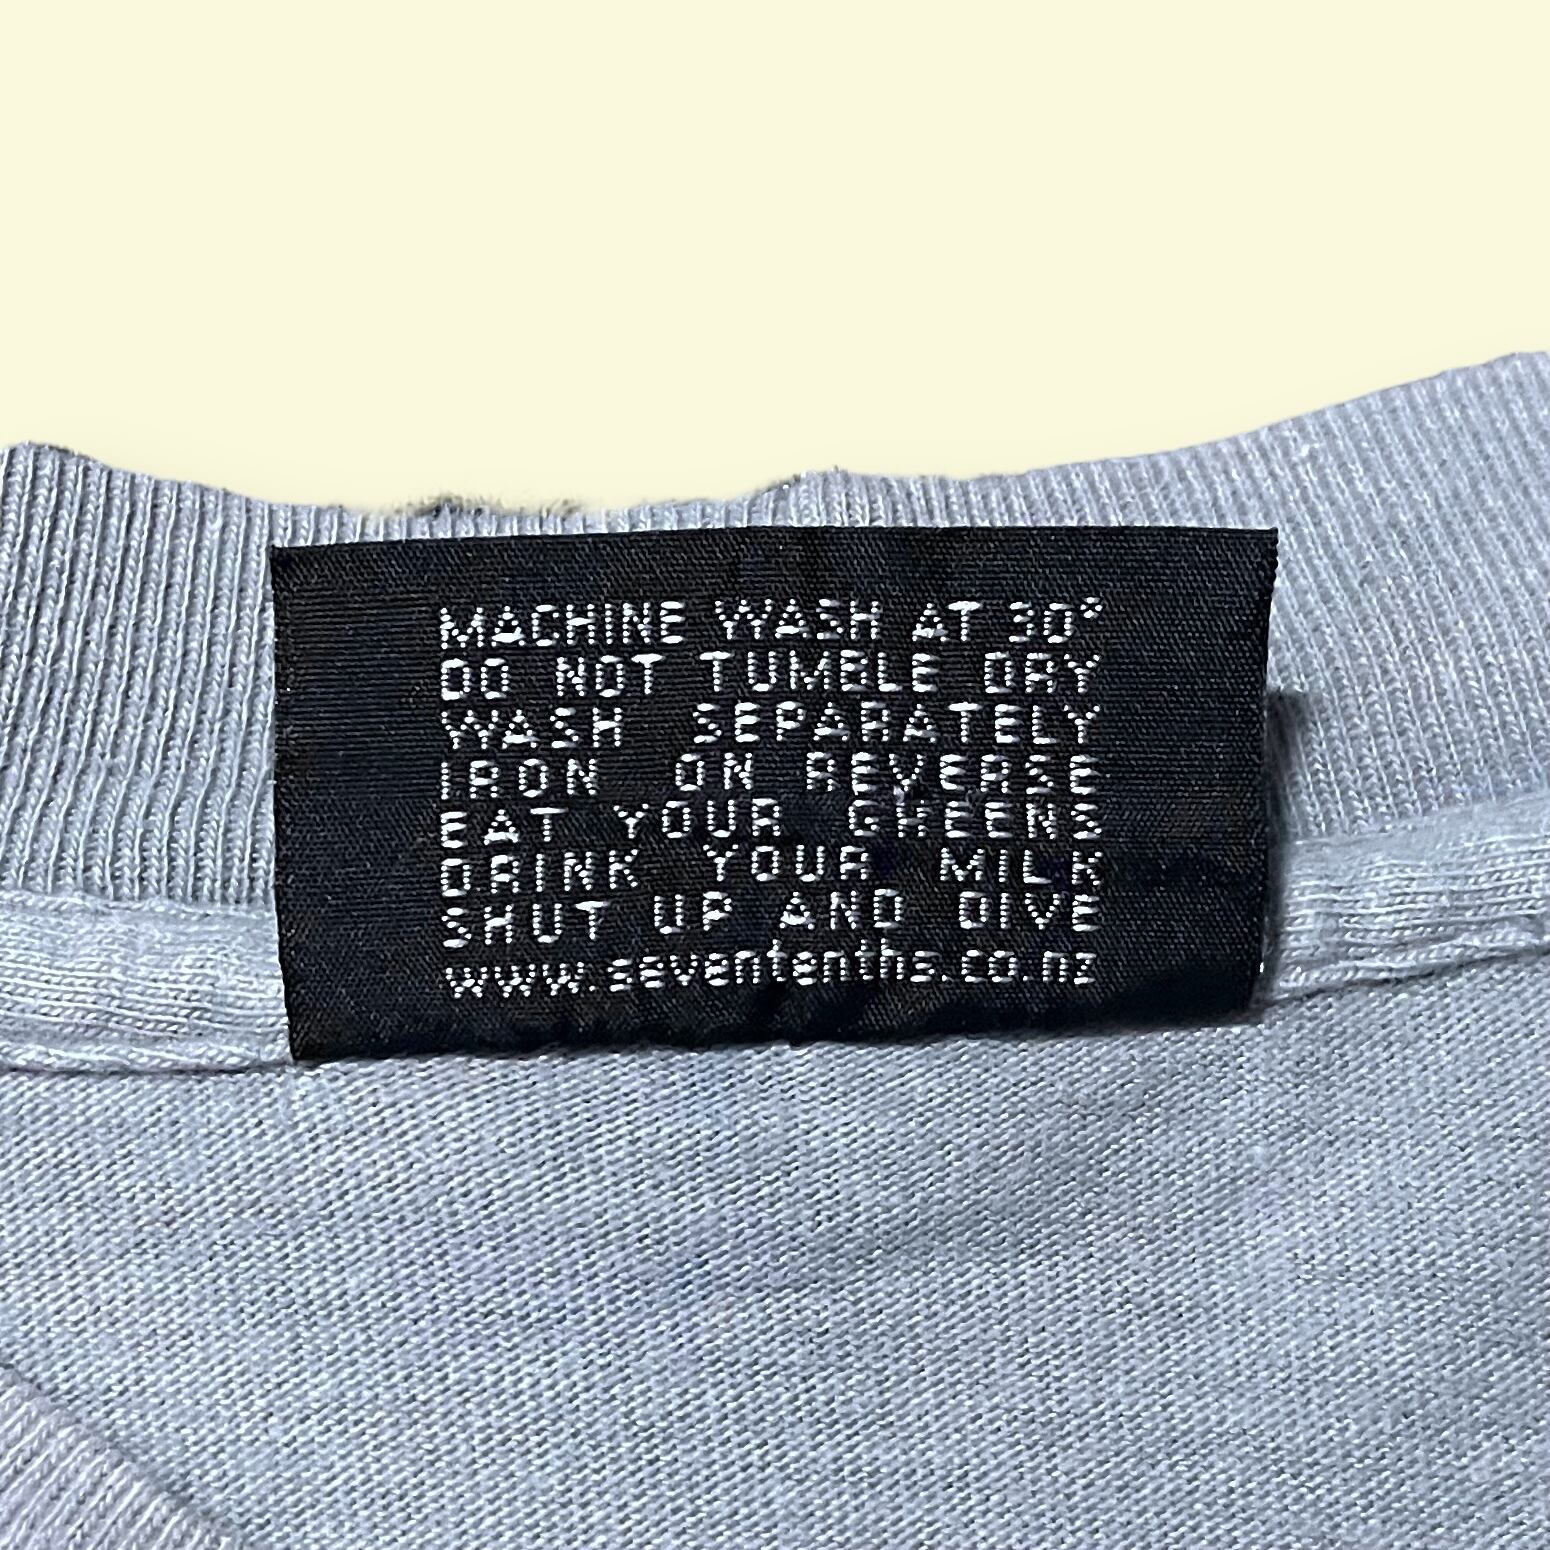 MACHINE WASH AT 30°
DO NOT TUMBLE DRY
WASH SEPARATELY
IRON ON REVERSE
EAT YOUR GREENS
DRINK YOUR MILK
SHUT UP AND DIVE
www.seventenths.co.nz